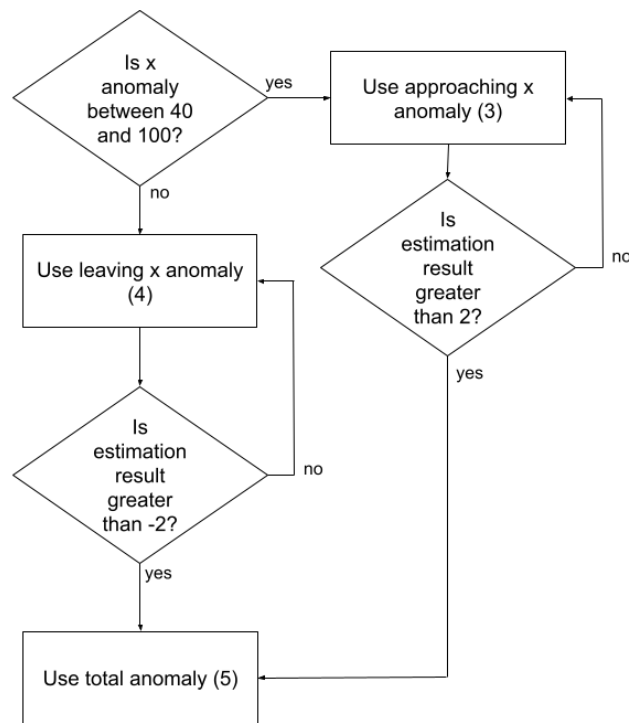 Is x
anomaly
between 40
and 100?
yes
Use approaching x
anomaly (3)
no
Is
estimation
result
greater
than 2?
no
Use leaving x anomaly
(4)
yes
Is
estimation
result
greater
than -2?
no
yes
Use total anomaly (5)